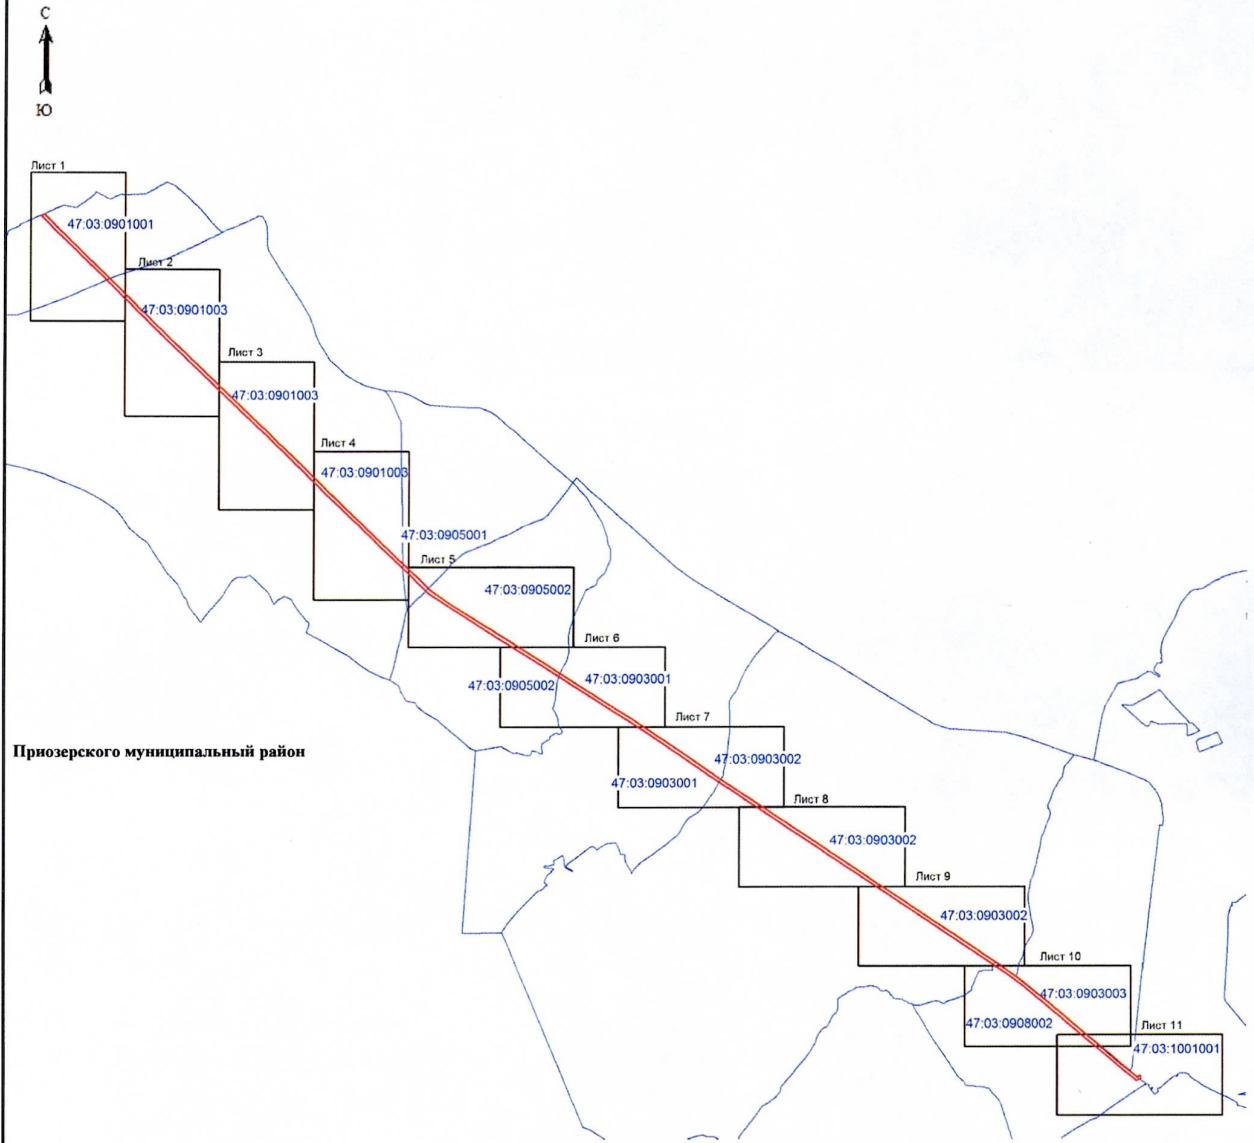 С
Ю
Лист 1
47:03:0901001
Лист 2
47:03:0901003
Лист 3
47:03:0901003
Лист 4
47:03:0901003
47:03:0905001
Лист 5
47:03:0905002
Лист 6
47:03:0905002
47:03:0903001
Лист 7
Приозерского муниципальный район
47:03:0903002
47:03:0903001
Лист 8
47:03:0903002
Лист 9
47:03:0903002
Лист 10
47:03:0903003
47:03:0908002
Лист 11
47:03:1001001